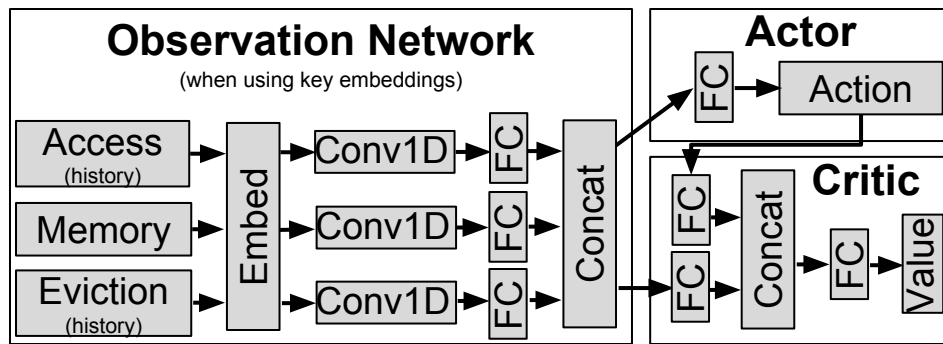 Observation Network
(when using key embeddings)
Access
(history)
Memory
Eviction
(history)
Embed
Conv1D
Conv1D
Conv1D
FC
FC
FC
Concat
Actor
FC
Action
Critic
FC
FC
Concat
FC
Value